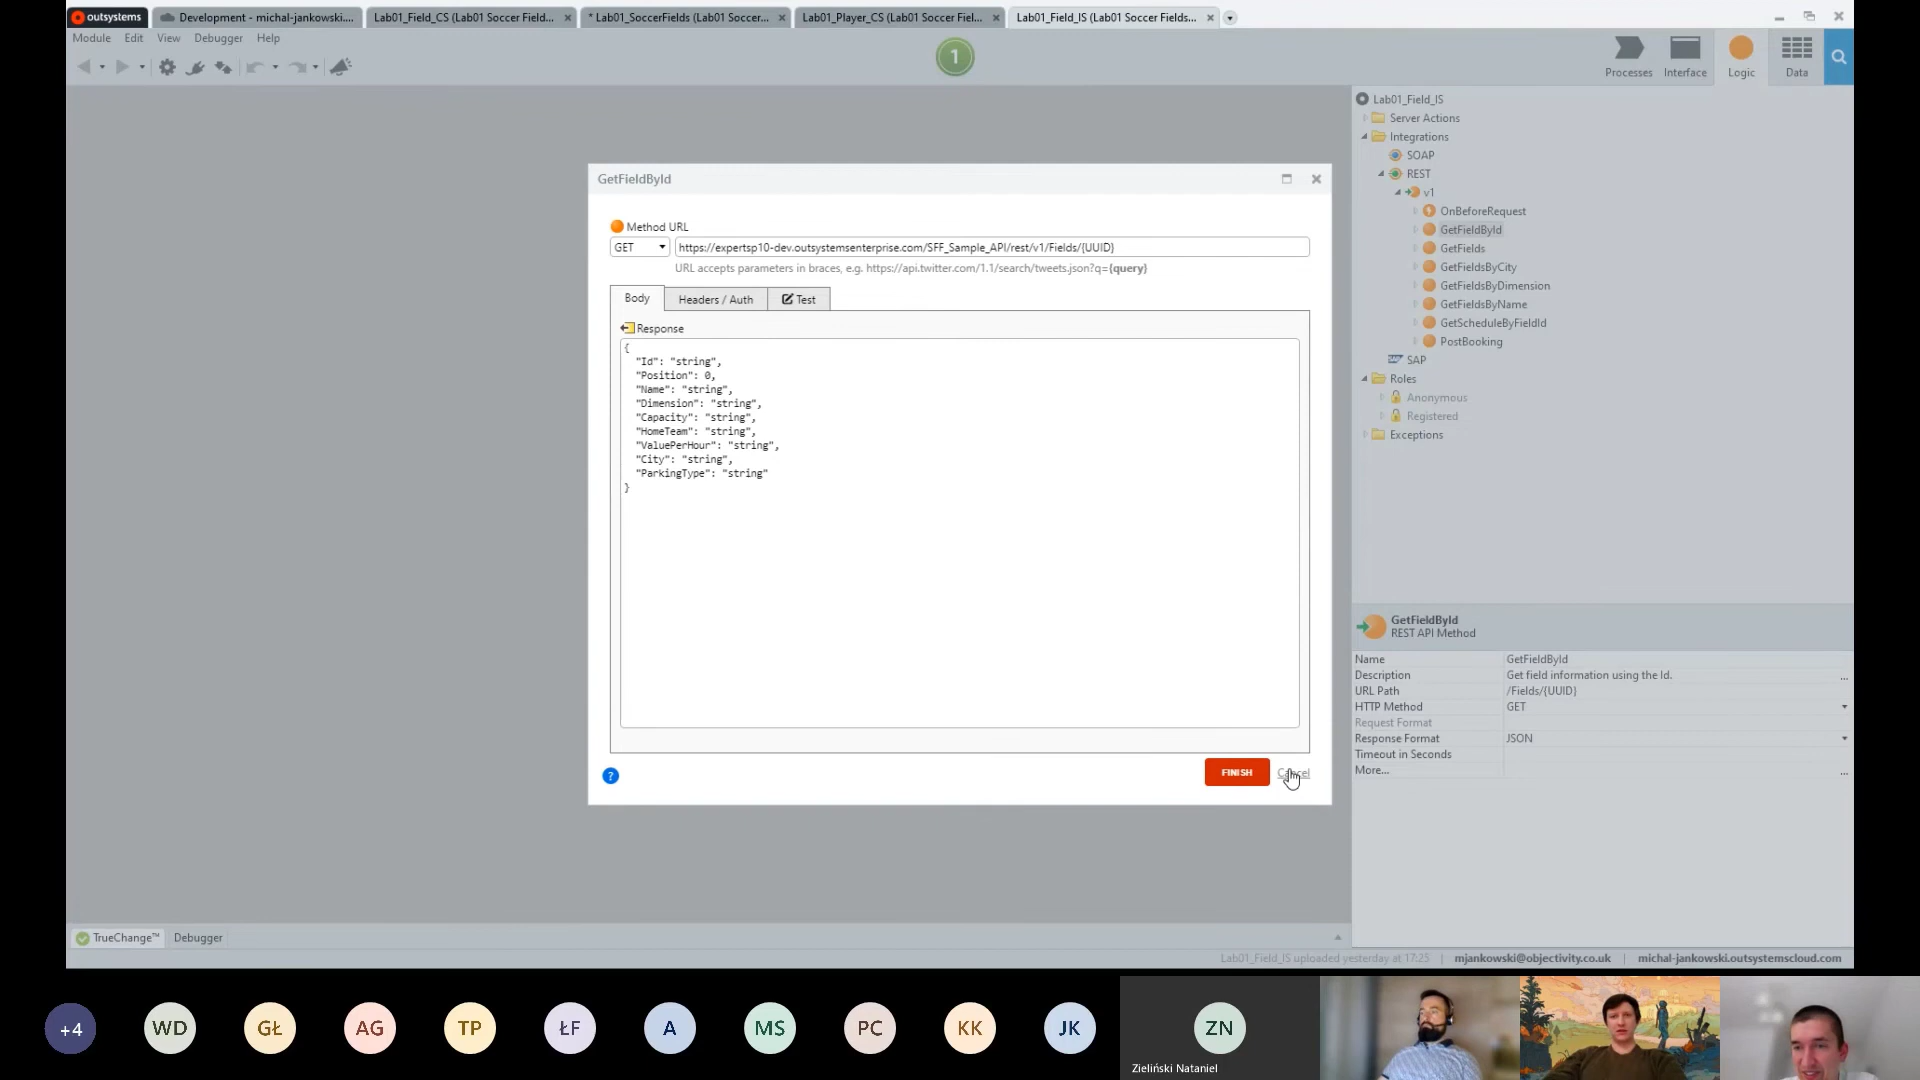 outsystems
Development - michal-jankowski....
Lab01_Field_CS (Lab01 Soccer Field...
* Lab01_SoccerFields (Lab01 Soccer...
Lab01_Player_CS (Lab01 Soccer Fiel...
Lab01_Field_IS (Lab01 Soccer Fields...
Module Edit View Debugger Help
1
Processes
Interface
Logic
Data
Lab01_Field_IS
Server Actions
Integrations
SOAP
REST
v1
OnBeforeRequest
GetFieldById
GetFields
GetFieldsByCity
GetFieldsByDimension
GetFieldsByName
GetScheduleByFieldId
PostBooking
SAP
Roles
Anonymous
Registered
Exceptions
GetFieldById
Method URL
GET
https://expertsp10-dev.outsystemsenterprise.com/SFF_Sample_API/rest/v1/Fields/{UUID}
URL accepts parameters in braces, e.g. https://api.twitter.com/1.1/search/tweets.json?q={query}
Body
Headers / Auth
Test
Response
{
"Id": "string",
"Position": 0,
"Name": "string",
"Dimension": "string",
"Capacity": "string",
"HomeTeam": "string",
"ValuePerHour": "string",
"City": "string",
"ParkingType": "string"
}
?
FINISH
Cancel
GetFieldById
REST API Method
Name GetFieldById
Description Get field information using the Id. ...
URL Path /Fields/{UUID}
HTTP Method GET
Request Format
Response Format JSON
Timeout in Seconds
More... ...
TrueChange™
Debugger
Lab01_Field_IS uploaded yesterday at 17:25 | mjankowski@objectivity.co.uk | michal-jankowski.outsystemscloud.com
+4
WD
GŁ
AG
TP
ŁF
A
MS
PC
KK
JK
ZN
Zieliński Nataniel